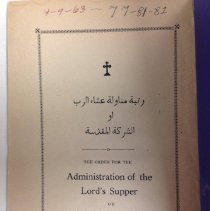 4-9-63 — 77-81-82
رتبة مناولة عشاء الرب
او
الشركة المقدسة
THE ORDER FOR THE
Administration of the
Lord's Supper
OR